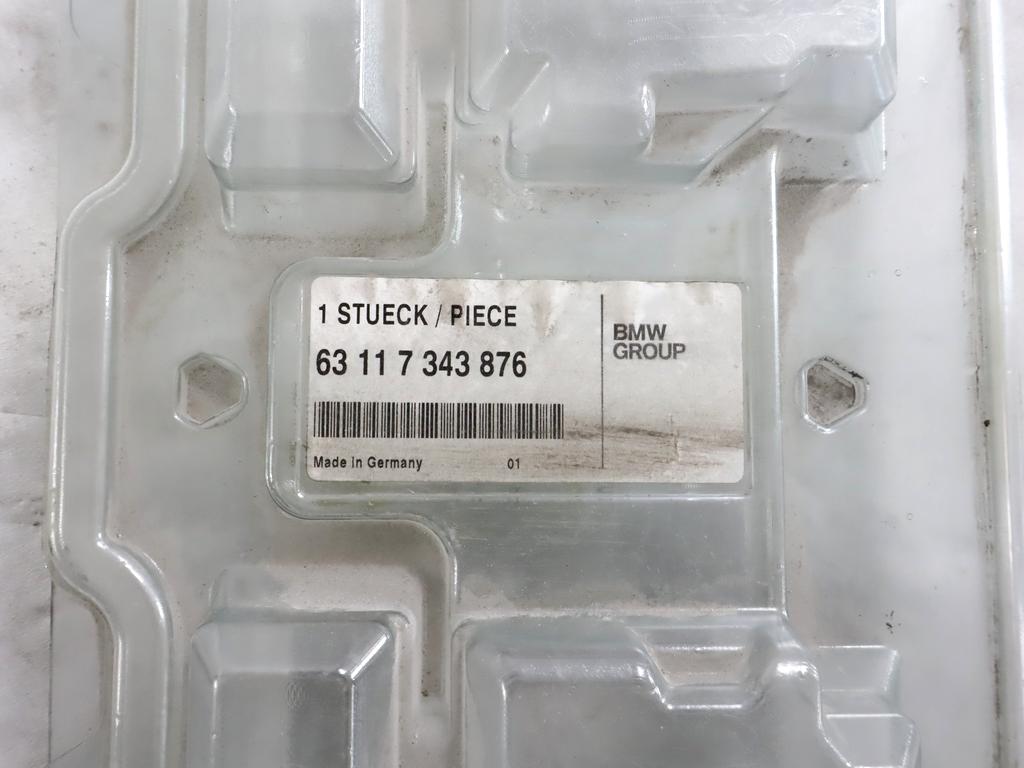 1 STUECK / PIECE
63 11 7 343 876
Made in Germany 01
BMW
GROUP